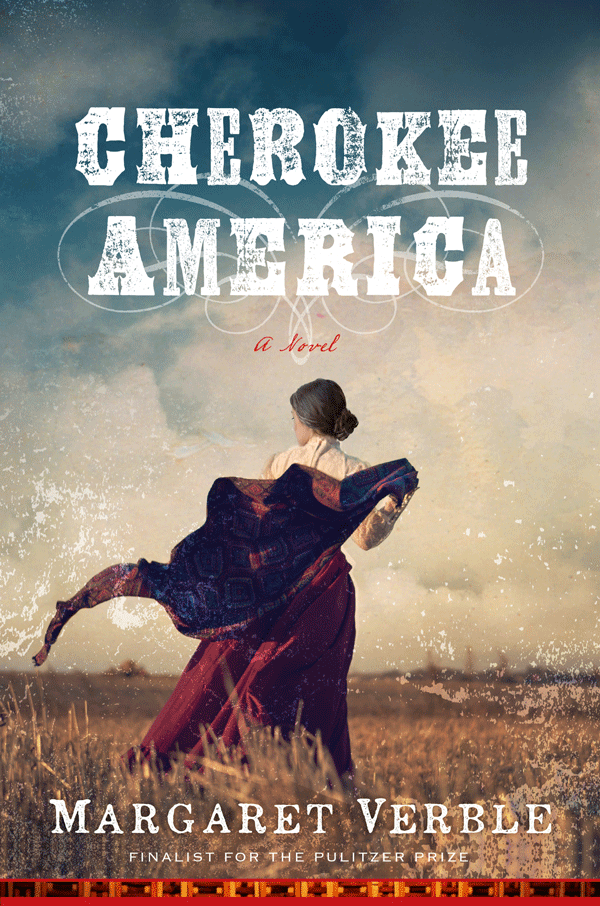 CHEROKEE
AMERICA
A Novel
MARGARET VERBLE
FINALIST FOR THE PULITZER PRIZE